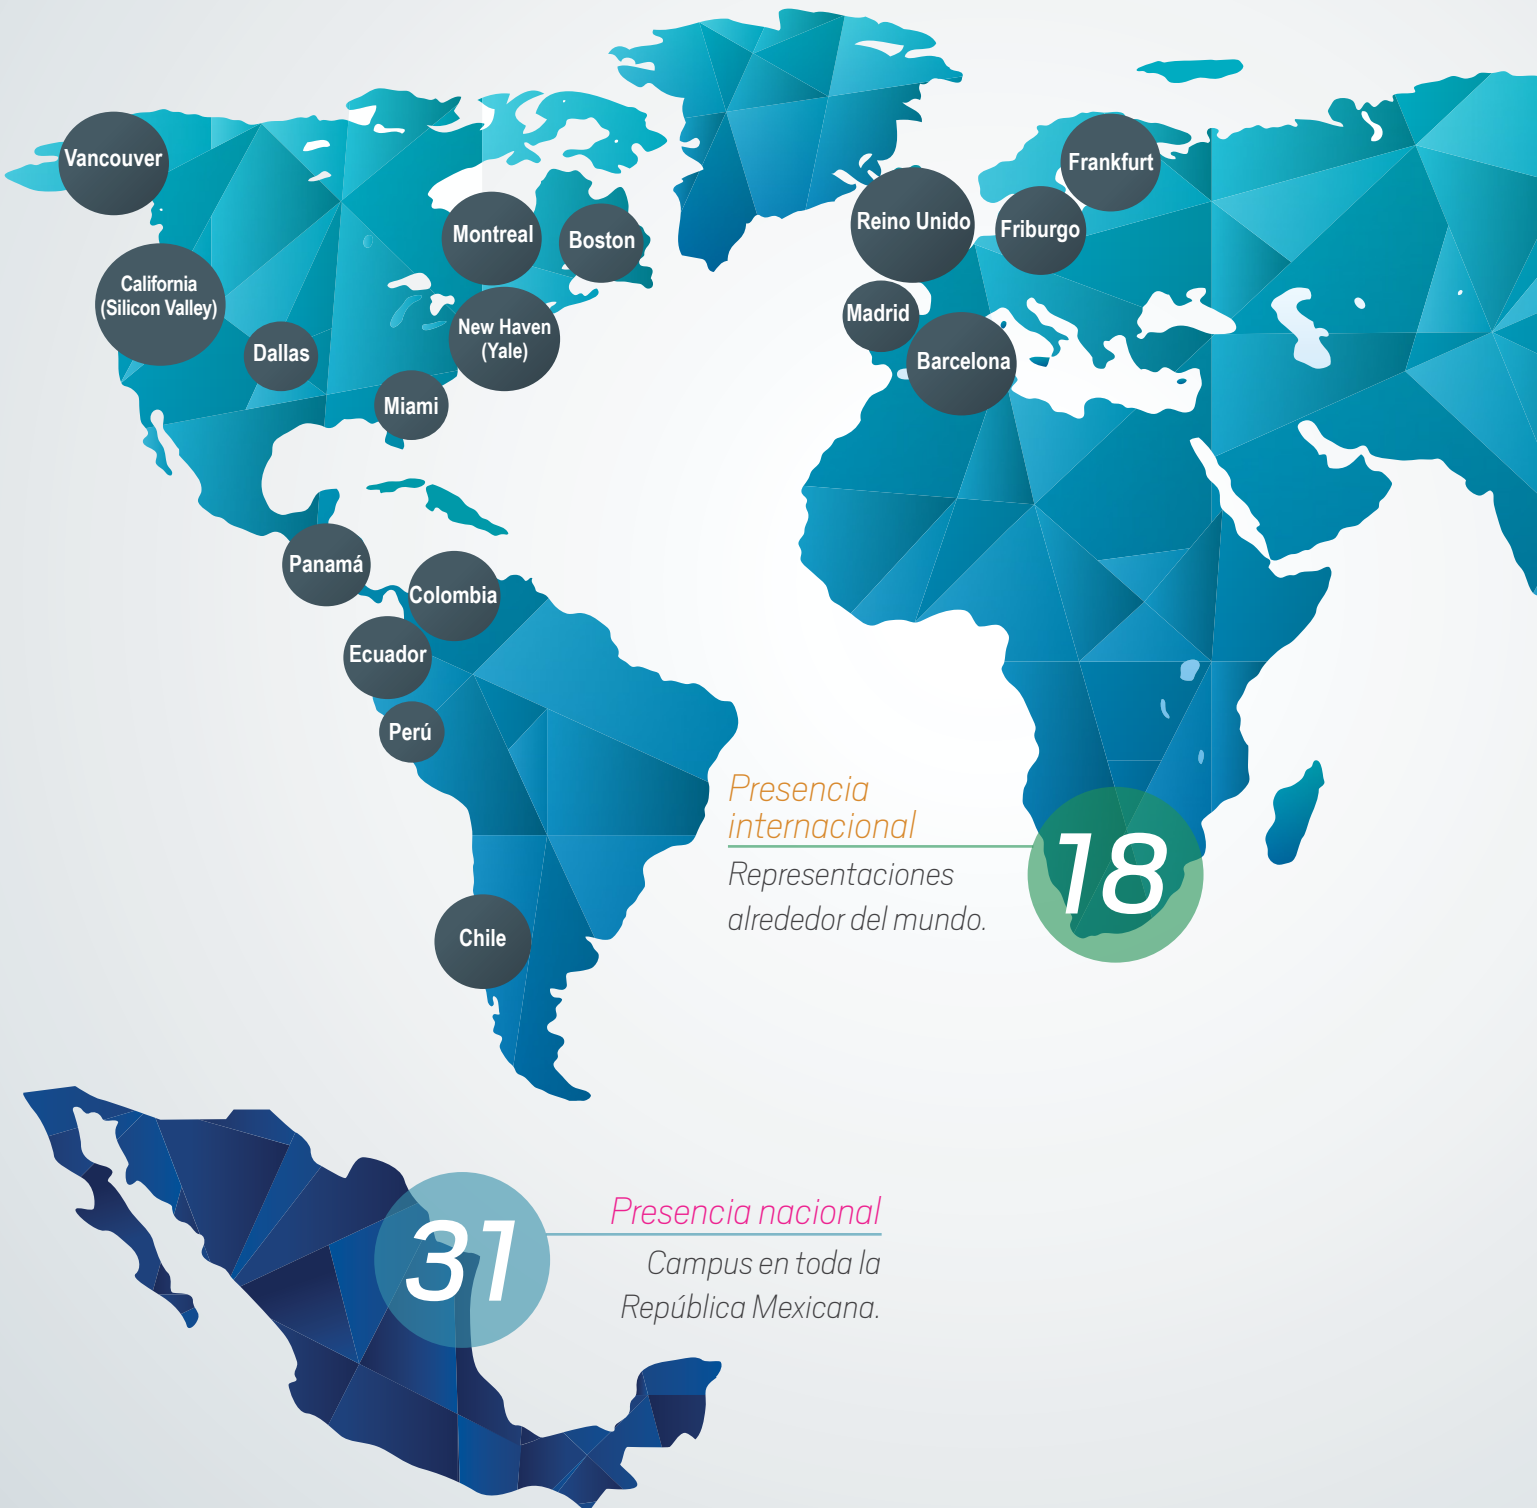 Vancouver
Frankfurt
Reino Unido
Friburgo
Montreal
Boston
California
(Silicon Valley)
Madrid
New Haven
(Yale)
Dallas
Barcelona
Miami
Panamá
Colombia
Ecuador
Perú
Chile
Presencia
internacional
Representaciones
alrededor del mundo.
18
31
Presencia nacional
Campus en toda la
República Mexicana.